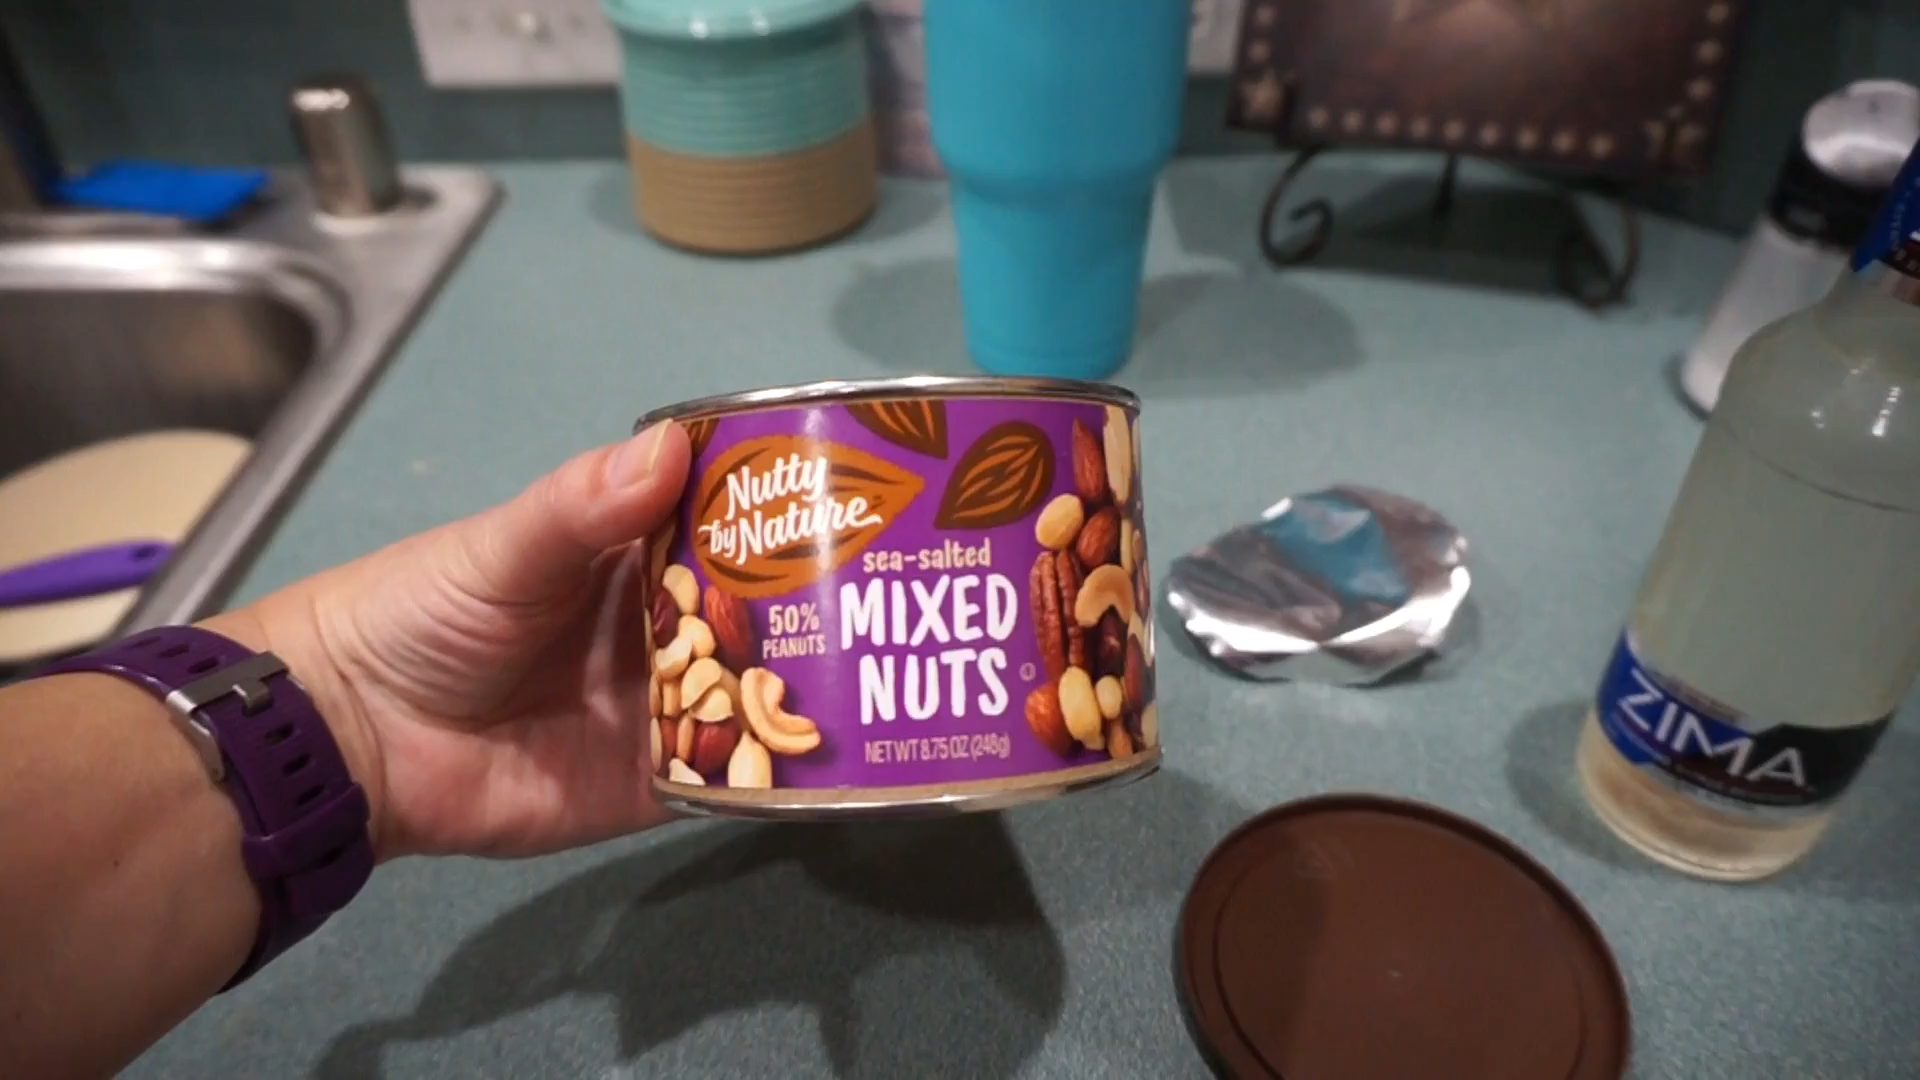 Nutty
by Nature
sea-salted
50%
PEANUTS
MIXED
NUTS
NET WT 8.75 OZ (248g)
ZIMA